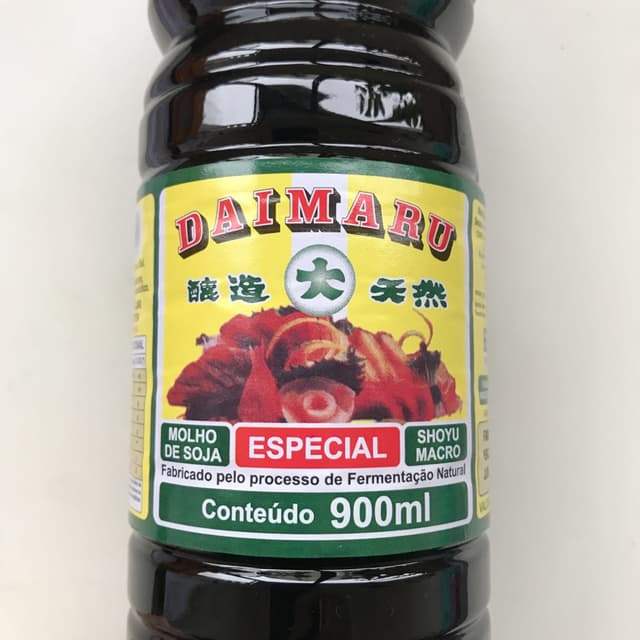 DAIMARU
醸造 大 天然
MOLHO DE SOJA
ESPECIAL
SHOYU MACRO
Fabricado pelo processo de Fermentação Natural
Conteúdo 900ml